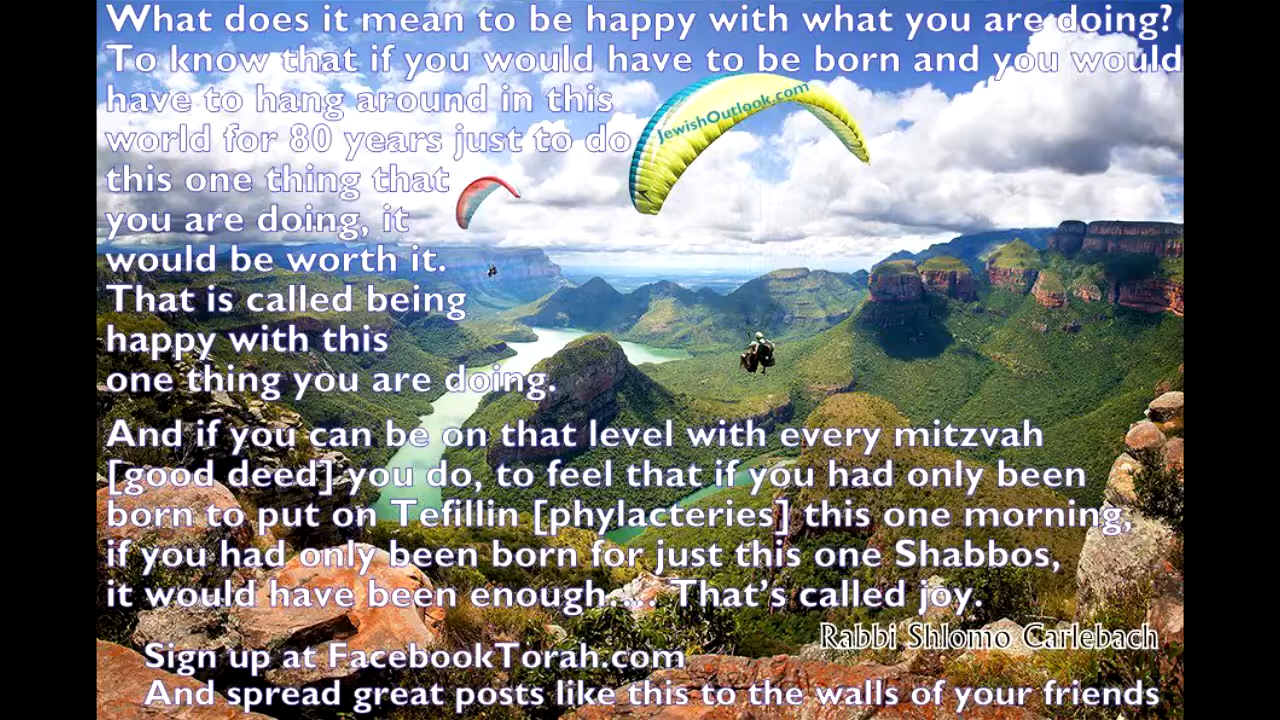 What does it mean to be happy with what you are doing?
To know that if you would have to be born and you would
have to hang around in this
world for 80 years just to do
this one thing that
you are doing, it
would be worth it.
That is called being
happy with this
one thing you are doing.
JewishOutlook.com
And if you can be on that level with every mitzvah
[good deed] you do, to feel that if you had only been
born to put on Tefillin [phylacteries] this one morning,
if you had only been born for just this one Shabbos,
it would have been enough.... That's called joy.
Rabbi Shlomo Carlebach
Sign up at FacebookTorah.com
And spread great posts like this to the walls of your friends